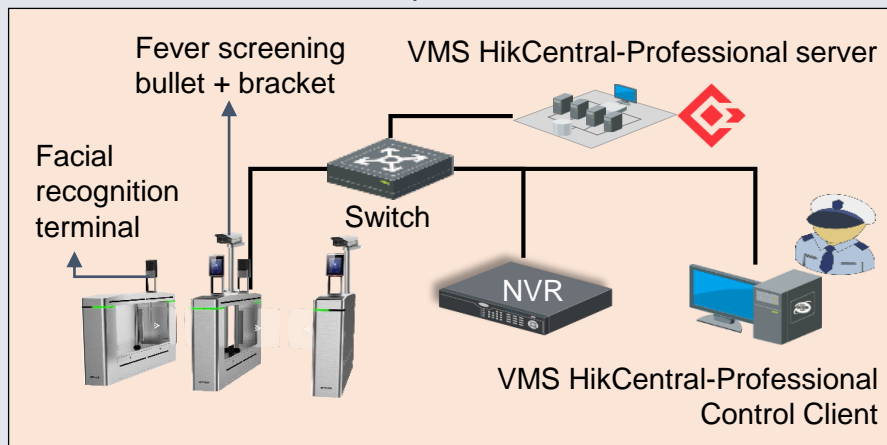 Fever screening
bullet + bracket
VMS HikCentral-Professional server
Facial
recognition
terminal
Switch
NVR
VMS HikCentral-Professional
Control Client